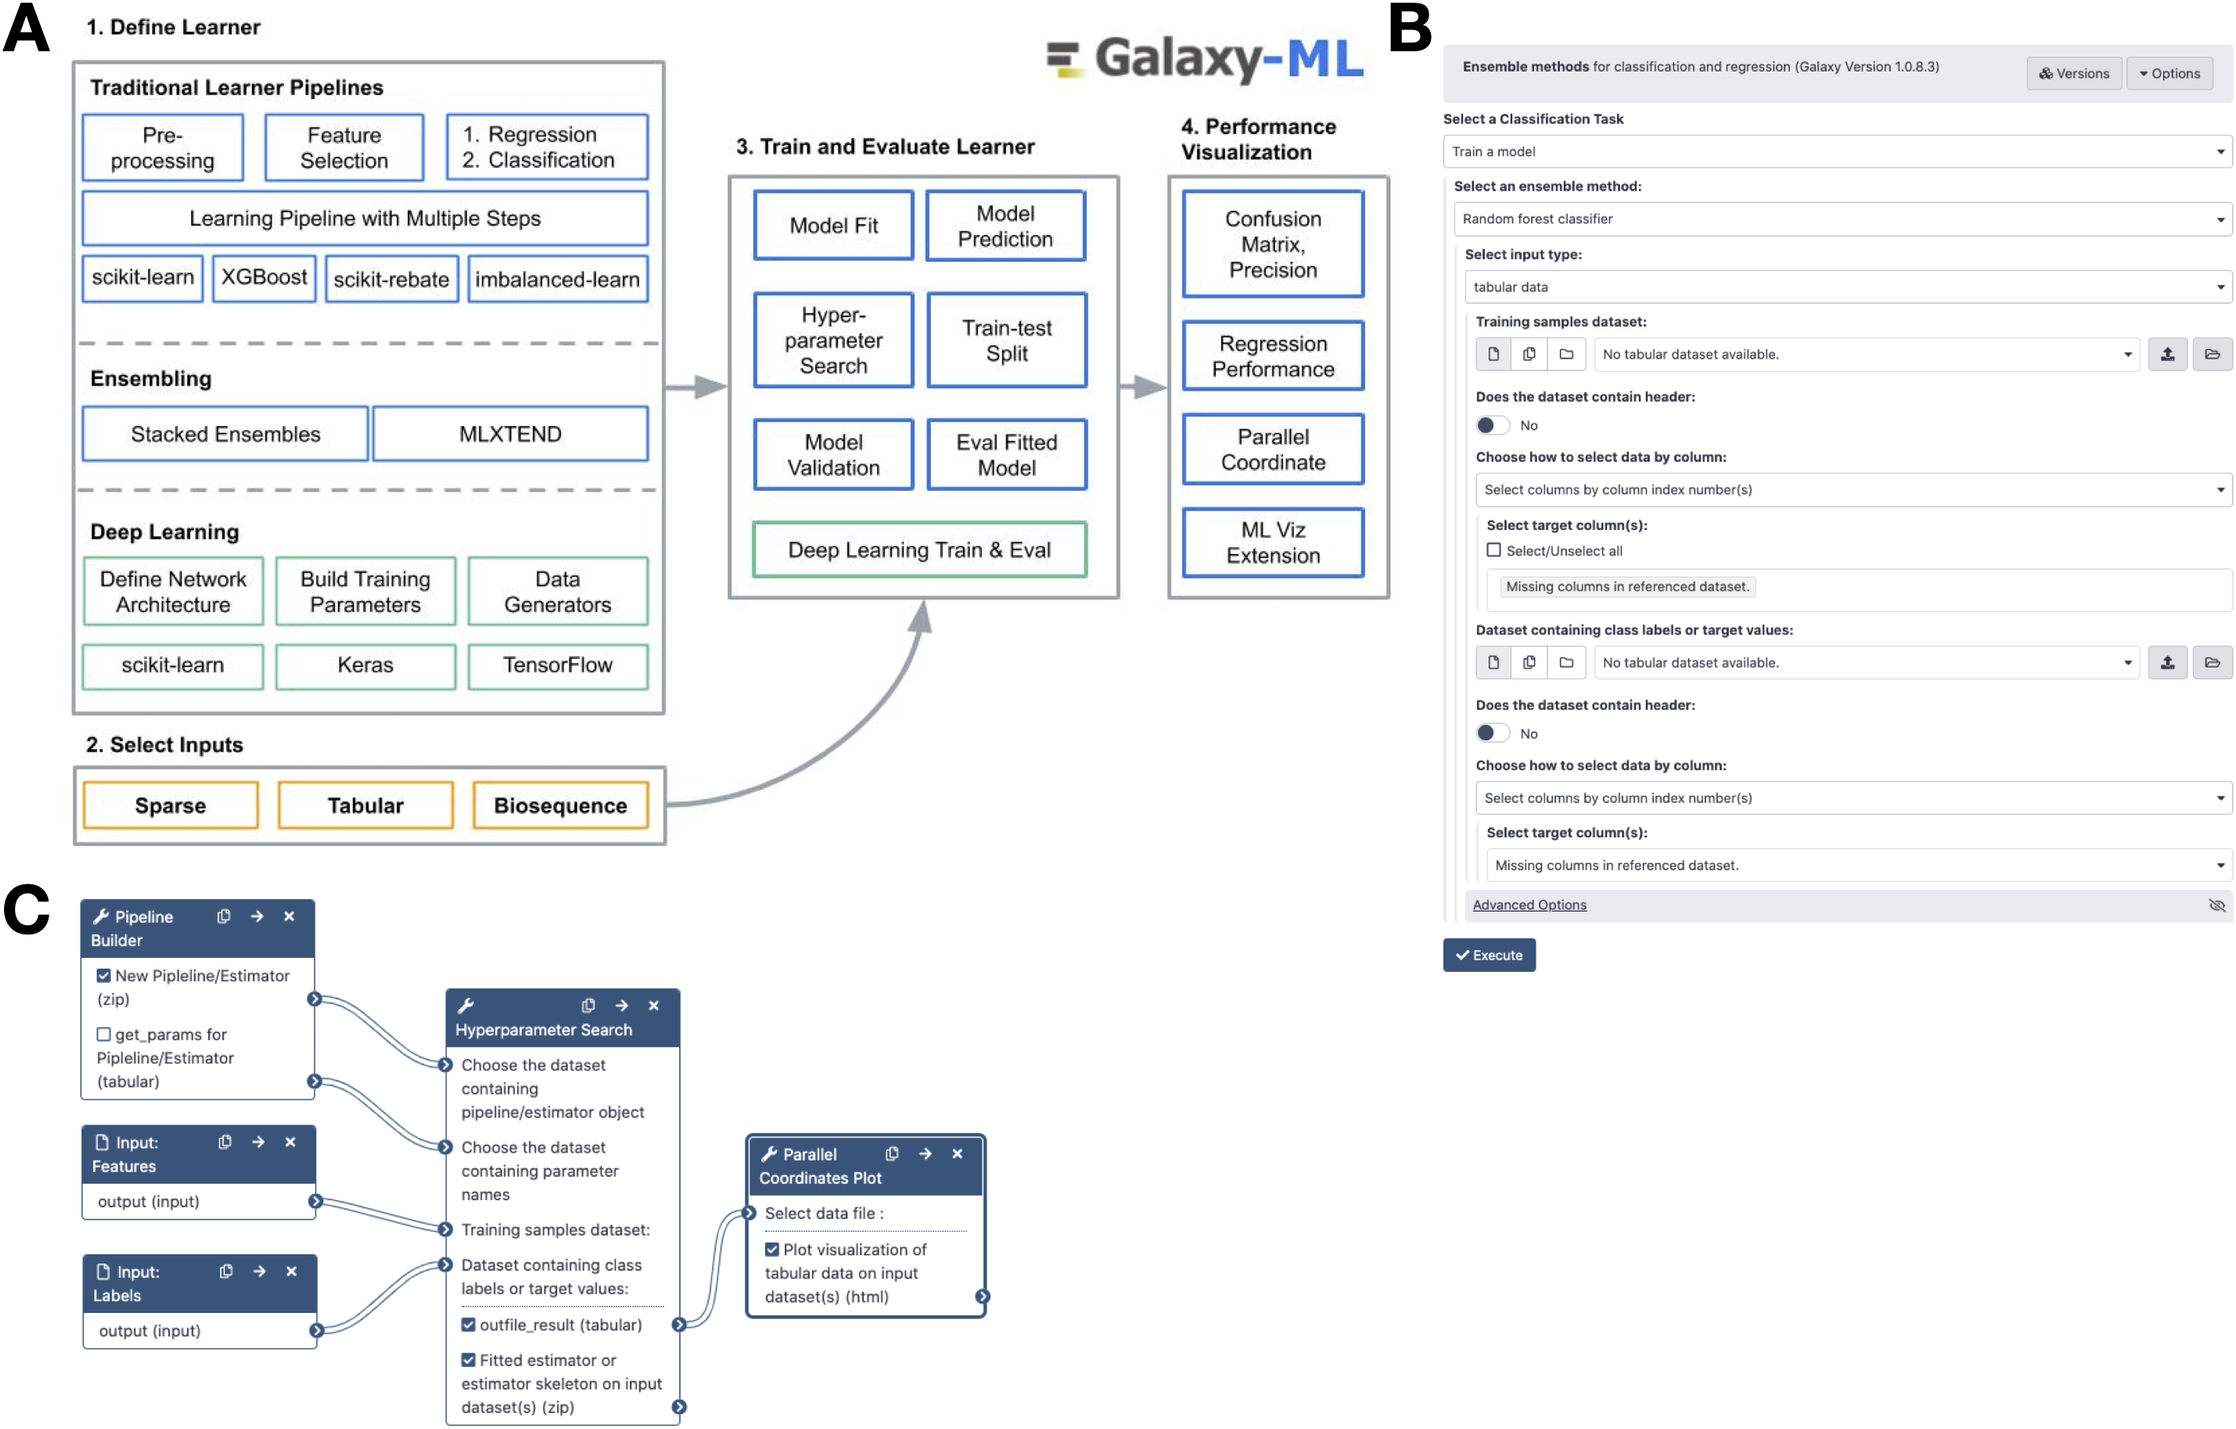 A
1. Define Learner
Traditional Learner Pipelines
Pre-
processing
Feature
Selection
1. Regression
2. Classification
Learning Pipeline with Multiple Steps
scikit-learn
XGBoost
scikit-rebate
imbalanced-learn
Ensembling
Stacked Ensembles
MLXTEND
Deep Learning
Define Network
Architecture
Build Training
Parameters
Data
Generators
scikit-learn
Keras
TensorFlow
2. Select Inputs
Sparse
Tabular
Biosequence
Galaxy-ML
3. Train and Evaluate Learner
Model Fit
Model
Prediction
Hyper-
parameter
Search
Train-test
Split
Model
Validation
Eval Fitted
Model
Deep Learning Train & Eval
4. Performance
Visualization
Confusion
Matrix,
Precision
Regression
Performance
Parallel
Coordinate
ML Viz
Extension
B
Ensemble methods for classification and regression (Galaxy Version 1.0.8.3)
Versions
Options
Select a Classification Task
Train a model
Select an ensemble method:
Random forest classifier
Select input type:
tabular data
Training samples dataset:
No tabular dataset available.
Does the dataset contain header:
No
Choose how to select data by column:
Select columns by column index number(s)
Select target column(s):
Select/Unselect all
Missing columns in referenced dataset.
Dataset containing class labels or target values:
No tabular dataset available.
Does the dataset contain header:
No
Choose how to select data by column:
Select columns by column index number(s)
Select target column(s):
Missing columns in referenced dataset.
Advanced Options
Execute
C
Pipeline
Builder
New Pipleline/Estimator
(zip)
get_params for
Pipleline/Estimator
(tabular)
Input:
Features
output (input)
Input:
Labels
output (input)
Hyperparameter Search
Choose the dataset
containing
pipeline/estimator object
Choose the dataset
containing parameter
names
Training samples dataset:
Dataset containing class
labels or target values:
outfile_result (tabular)
Fitted estimator or
estimator skeleton on input
dataset(s) (zip)
Parallel
Coordinates Plot
Select data file :
Plot visualization of
tabular data on input
dataset(s) (html)